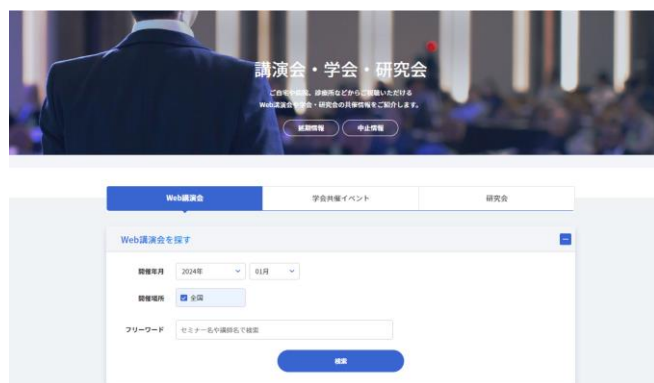 講演会・学会・研究会
ご自宅や病院、診療所などからご視聴いただける
Web講演会や学会・研究会の共催情報をご紹介します。
延期情報 中止情報
Web講演会 学会共催イベント 研究会
Web講演会を探す
開催年月 2024年 01月
開催場所 全国
フリーワード セミナー名や講師名で検索
検索